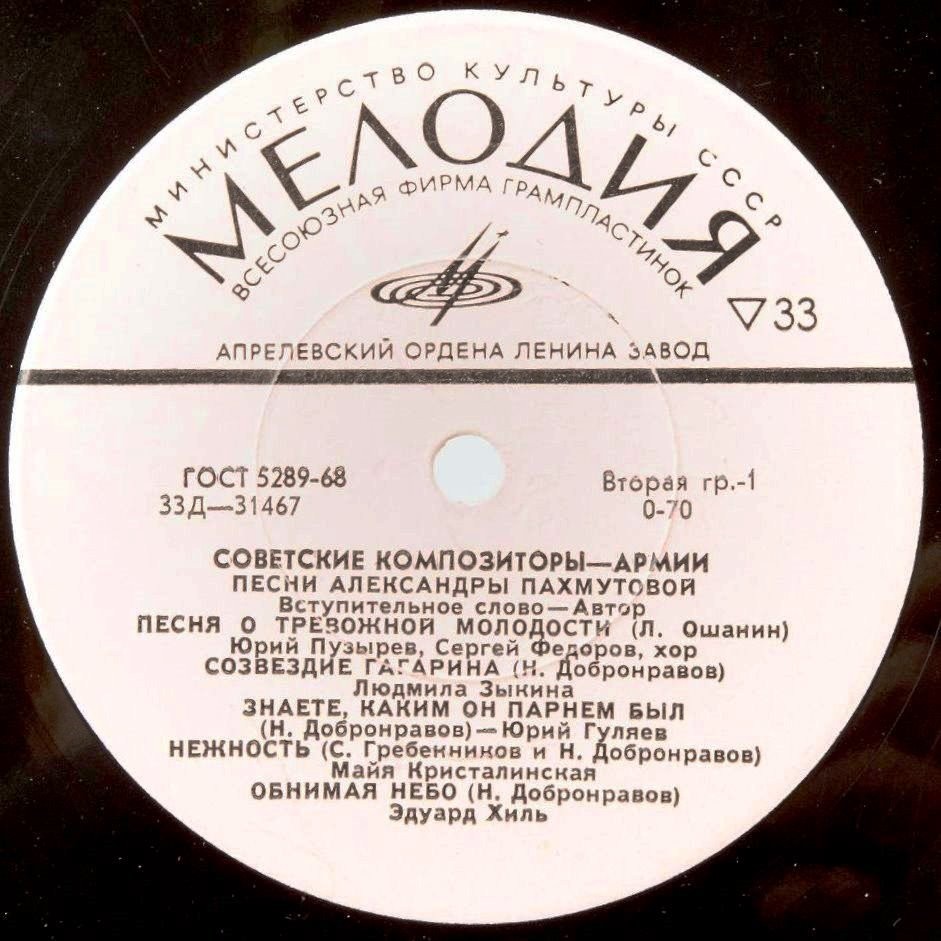 МИНИСТЕРСТВО КУЛЬТУРЫ СССР
МЕЛОДИЯ
ВСЕСОЮЗНАЯ ФИРМА ГРАМПЛАСТИНОК
▽33
АПРЕЛЕВСКИЙ ОРДЕНА ЛЕНИНА ЗАВОД
ГОСТ 5289-68 Вторая гр.-1
33Д—31467 0-70
СОВЕТСКИЕ КОМПОЗИТОРЫ—АРМИИ
ПЕСНИ АЛЕКСАНДРЫ ПАХМУТОВОЙ
Вступительное слово—Автор
ПЕСНЯ О ТРЕВОЖНОЙ МОЛОДОСТИ (Л. Ошанин)
Юрий Пузырев, Сергей Федоров, хор
СОЗВЕЗДИЕ ГАГАРИНА (Н. Добронравов)
Людмила Зыкина
ЗНАЕТЕ, КАКИМ ОН ПАРНЕМ БЫЛ
(Н. Добронравов)—Юрий Гуляев
НЕЖНОСТЬ (С. Гребенников и Н. Добронравов)
Майя Кристалинская
ОБНИМАЯ НЕБО (Н. Добронравов)
Эдуард Хиль